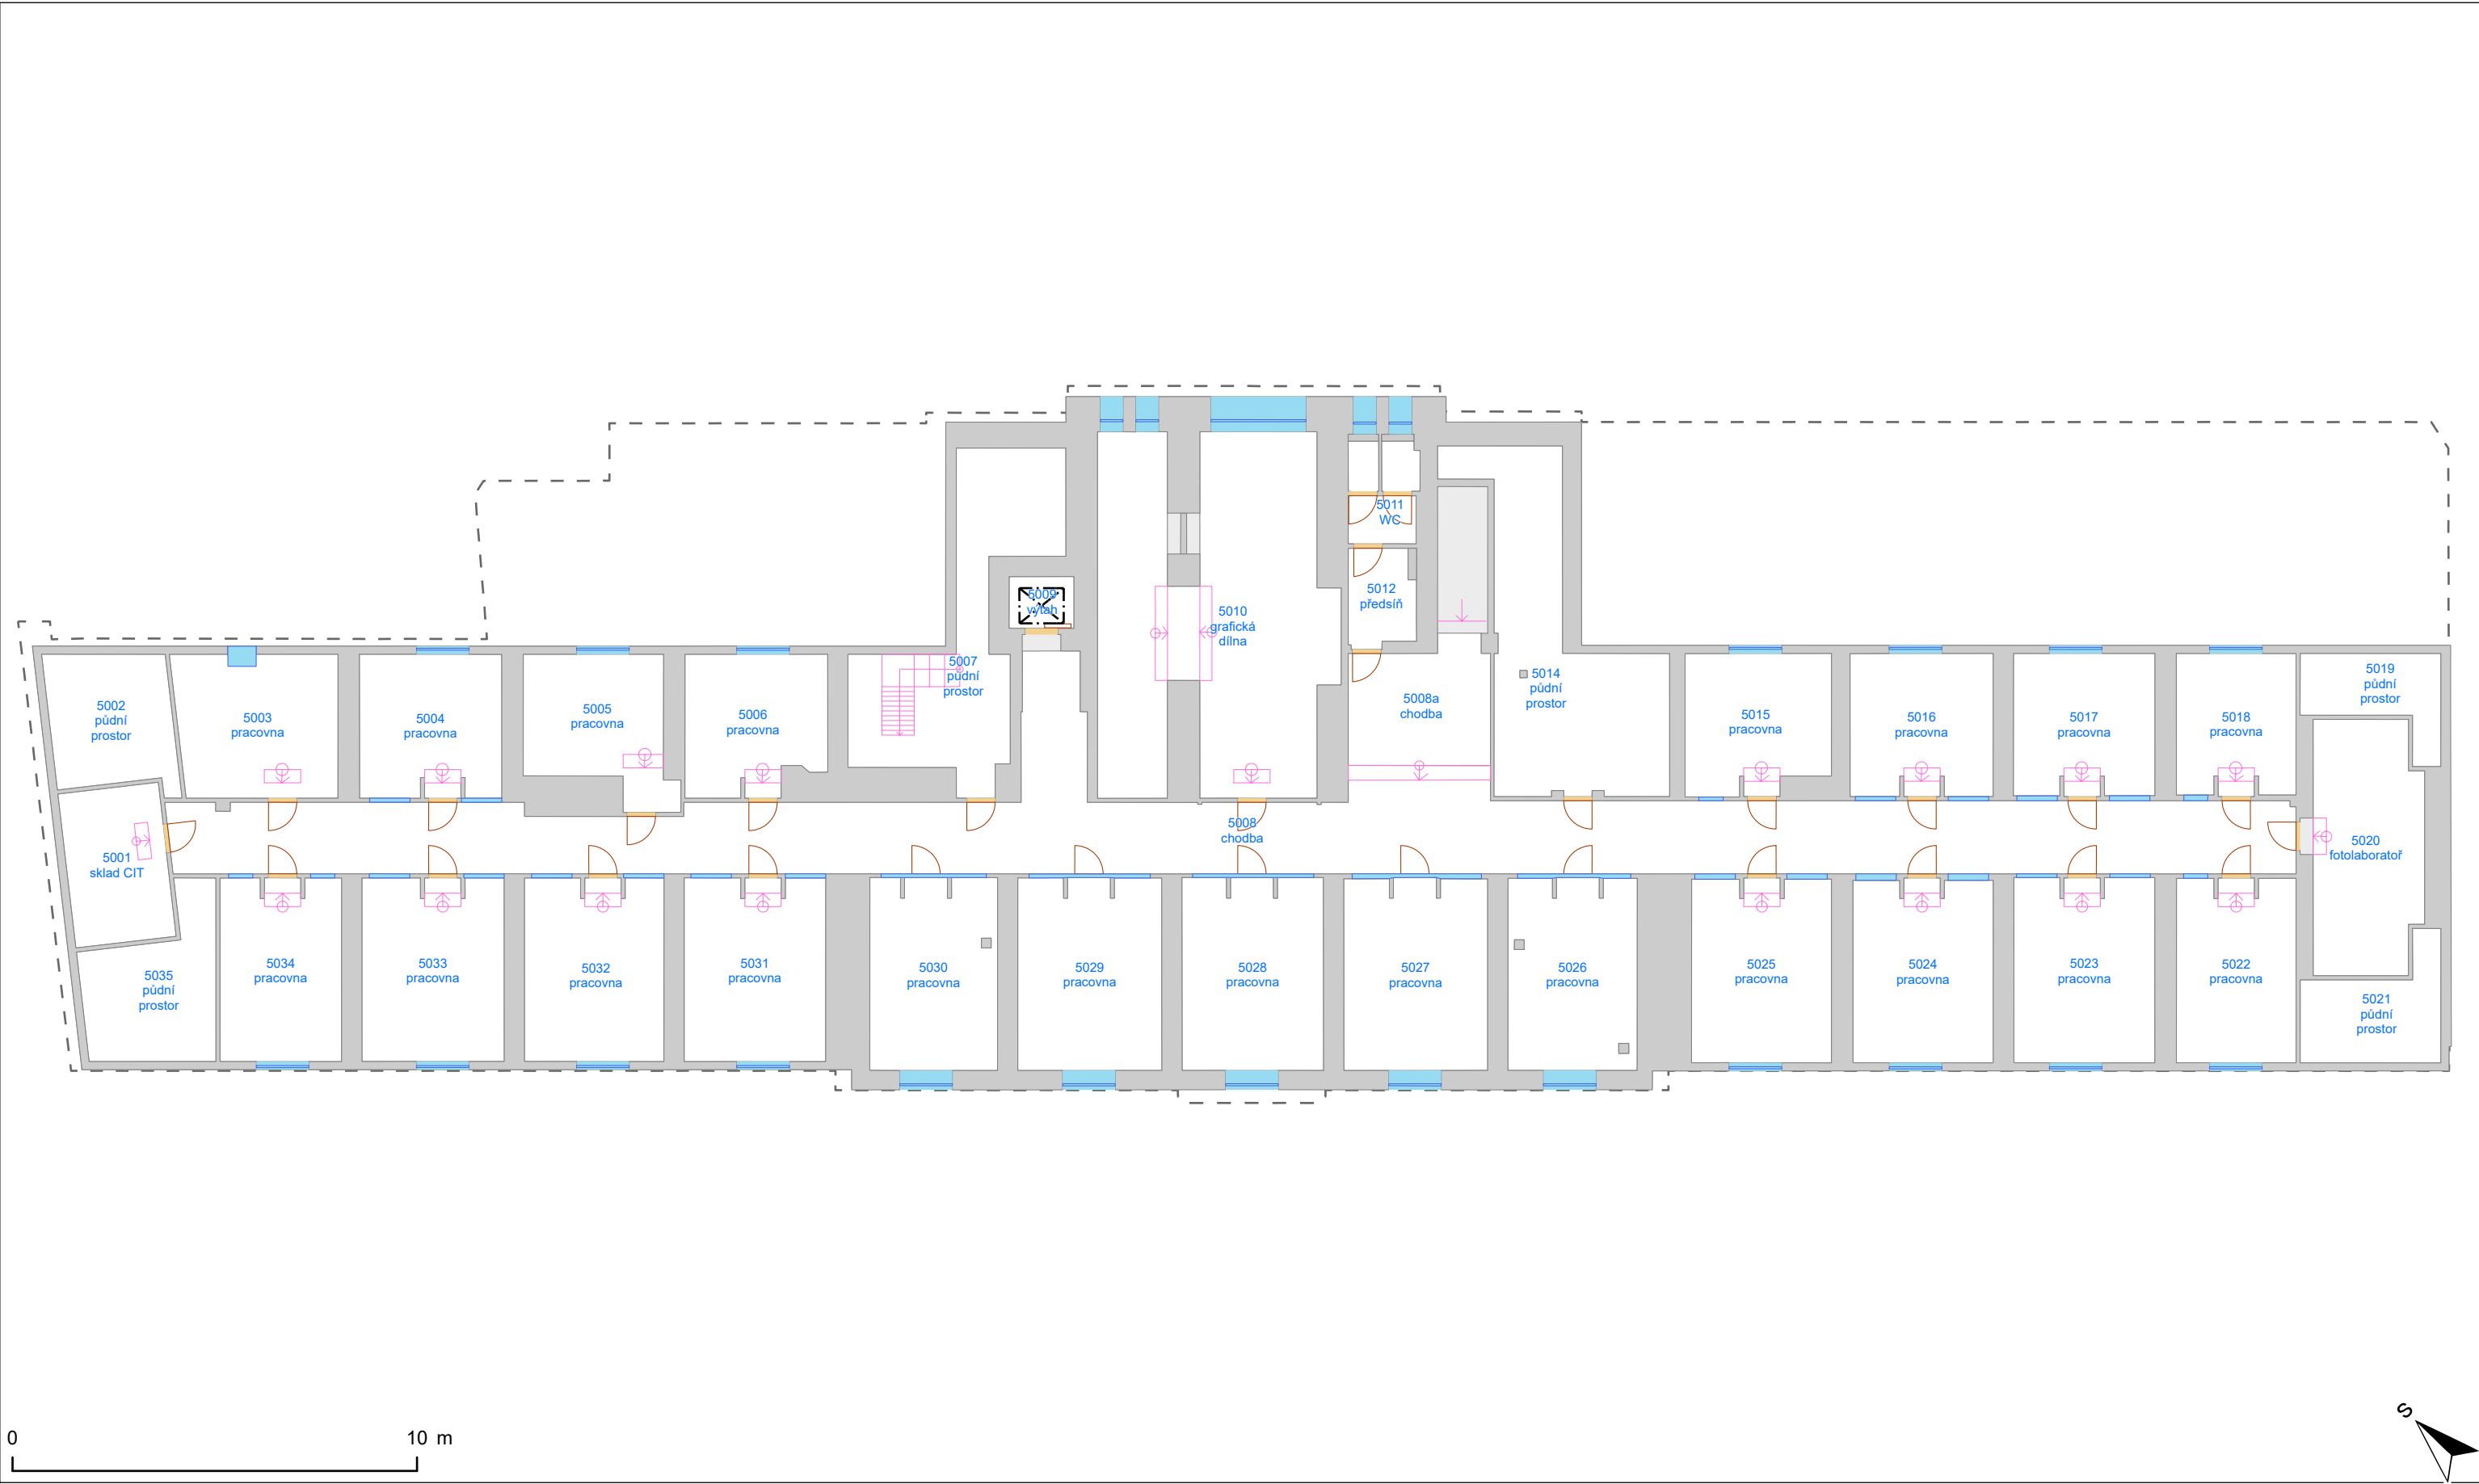 5011
WC
5009
výtah
5012
předsíň
5010
grafická
dílna
5007
půdní
prostor
5008a
chodba
5014
půdní
prostor
5019
půdní
prostor
5002
půdní
prostor
5003
pracovna
5004
pracovna
5005
pracovna
5006
pracovna
5015
pracovna
5016
pracovna
5017
pracovna
5018
pracovna
5008
chodba
5020
fotolaboratoř
5001
sklad CIT
5035
půdní
prostor
5034
pracovna
5033
pracovna
5032
pracovna
5031
pracovna
5030
pracovna
5029
pracovna
5028
pracovna
5027
pracovna
5026
pracovna
5025
pracovna
5024
pracovna
5023
pracovna
5022
pracovna
5021
půdní
prostor
S
0 10 m